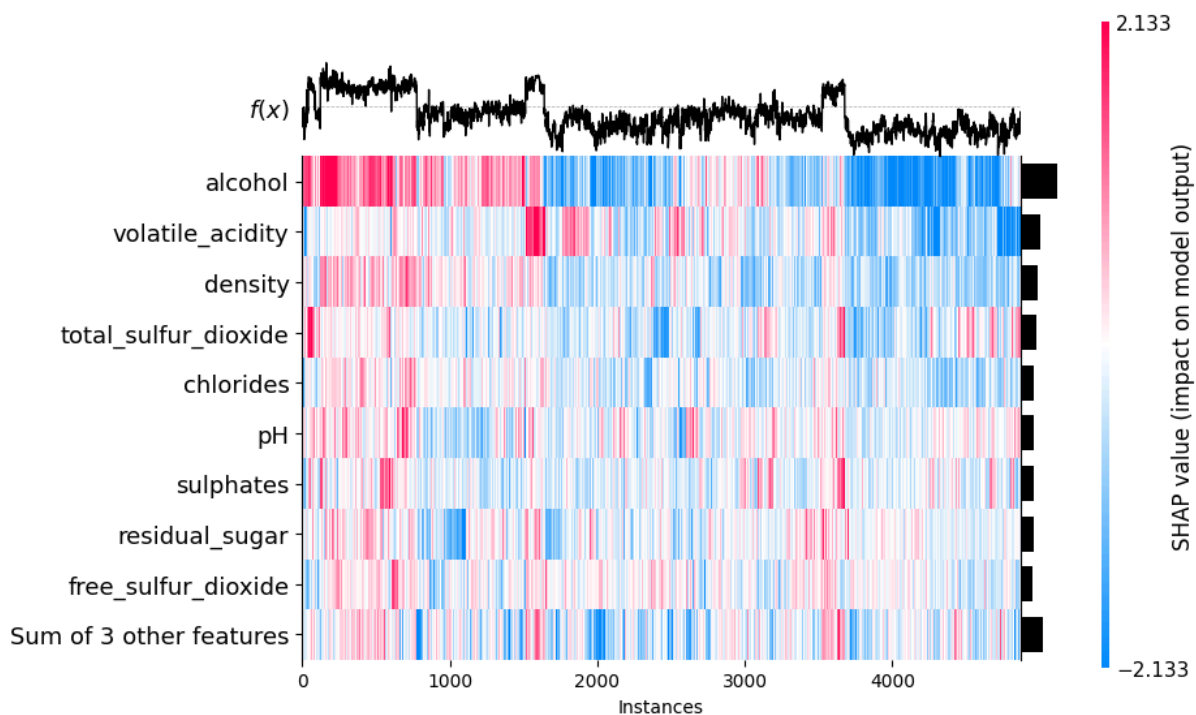 2.133
f(x)
alcohol
volatile_acidity
density
total_sulfur_dioxide
chlorides
pH
sulphates
residual_sugar
free_sulfur_dioxide
Sum of 3 other features
0 1000 2000 3000 4000
Instances
−2.133
SHAP value (impact on model output)